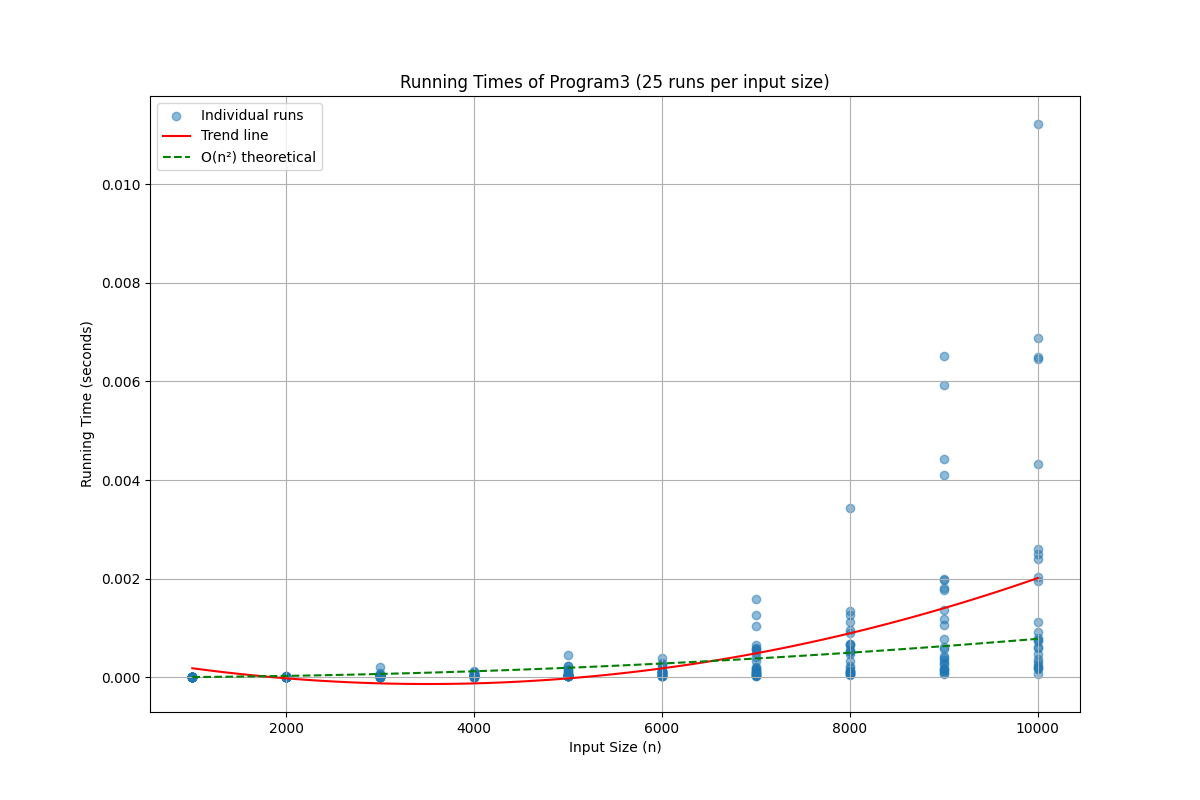 Running Times of Program3 (25 runs per input size)
Individual runs
Trend line
O(n²) theoretical
Running Time (seconds)
0.010
0.008
0.006
0.004
0.002
0.000
2000 4000 6000 8000 10000
Input Size (n)